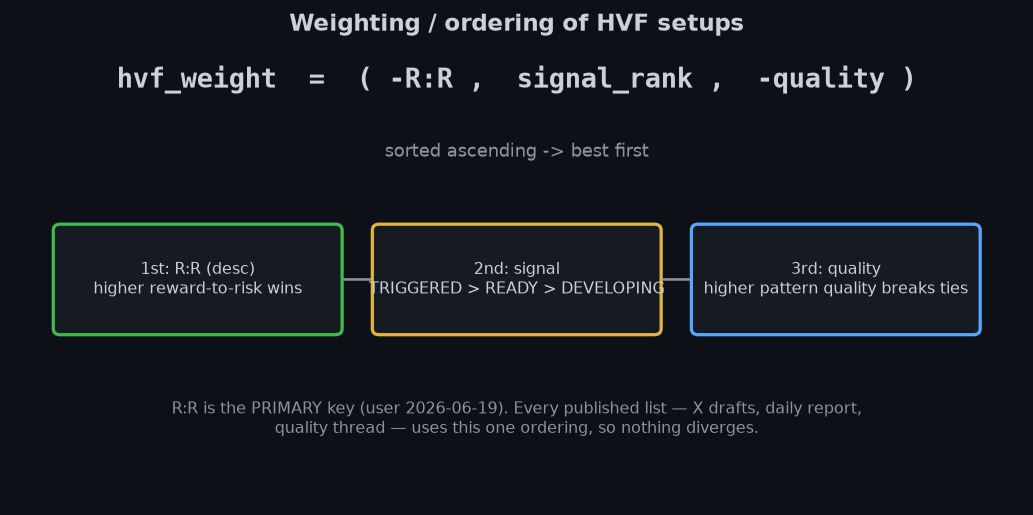 Weighting / ordering of HVF setups
hvf_weight = ( -R:R , signal_rank , -quality )
sorted ascending -> best first
1st: R:R (desc)
higher reward-to-risk wins
2nd: signal
TRIGGERED > READY > DEVELOPING
3rd: quality
higher pattern quality breaks ties
R:R is the PRIMARY key (user 2026-06-19). Every published list — X drafts, daily report,
quality thread — uses this one ordering, so nothing diverges.